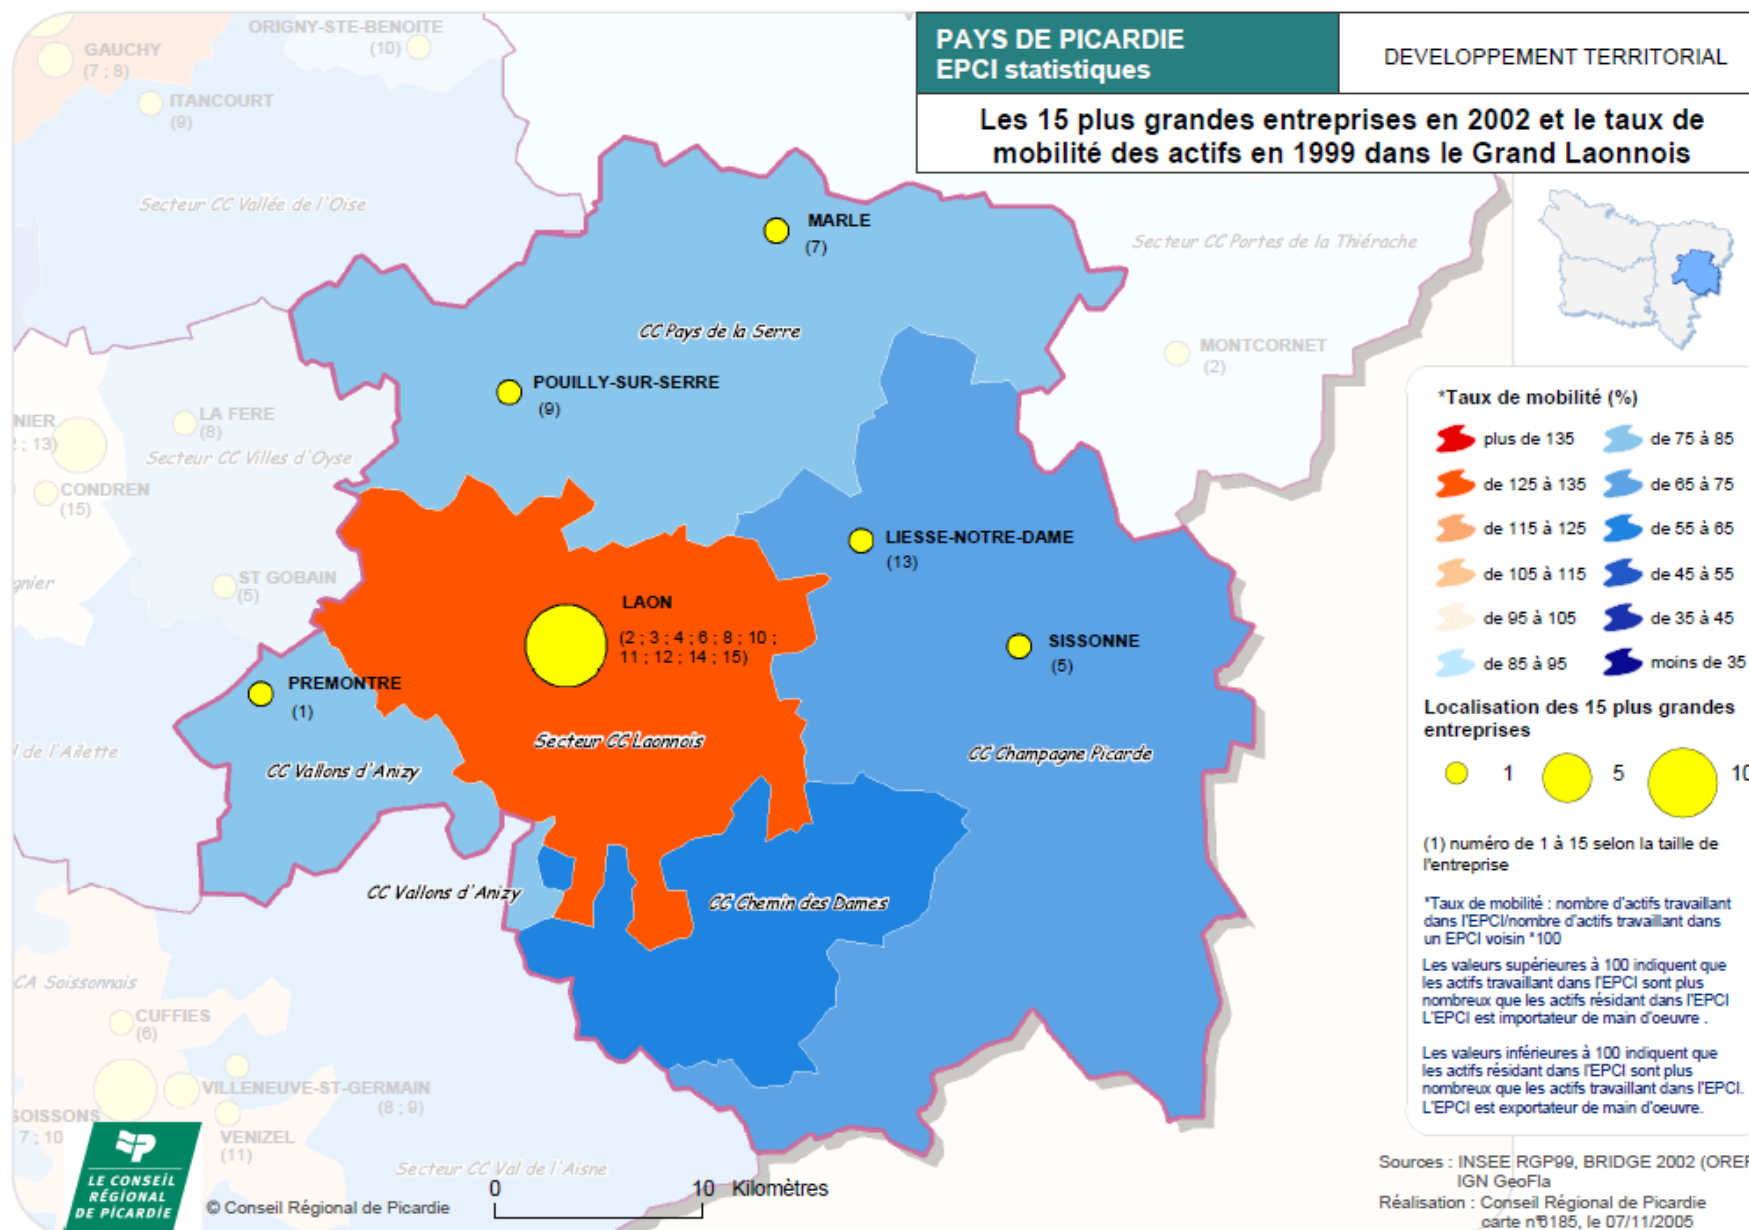 PAYS DE PICARDIE
EPCI statistiques
DEVELOPPEMENT TERRITORIAL
Les 15 plus grandes entreprises en 2002 et le taux de
mobilité des actifs en 1999 dans le Grand Laonnois
ORIGNY-STE-BENOITE
(10)
GAUCHY
(7 ; 8)
ITANCOURT
(9)
Secteur CC Vallée de l'Oise
MARLE
(7)
Secteur CC Portes de la Thiérache
CC Pays de la Serre
MONTCORNET
(2)
POUILLY-SUR-SERRE
(9)
LA FERE
(8)
NIER
; 13)
Secteur CC Villes d'Oyse
CONDREN
(15)
LIESSE-NOTRE-DAME
(13)
gnier
ST GOBAIN
(5)
LAON
(2 ; 3 ; 4 ; 6 ; 8 ; 10 ;
11 ; 12 ; 14 ; 15)
SISSONNE
(5)
PREMONTRE
(1)
Secteur CC Laonnois
l de l'Ailette
CC Vallons d'Anizy
CC Champagne Picarde
CC Vallons d'Anizy
CC Chemin des Dames
CA Soissonnais
CUFFIES
(6)
VILLENEUVE-ST-GERMAIN
(8 ; 9)
SOISSONS
7 ; 10
VENIZEL
(11)
Secteur CC Val de l'Aisne
*Taux de mobilité (%)
plus de 135
de 75 à 85
de 125 à 135
de 65 à 75
de 115 à 125
de 55 à 65
de 105 à 115
de 45 à 55
de 95 à 105
de 35 à 45
de 85 à 95
moins de 35
Localisation des 15 plus grandes
entreprises
1 5 10
(1) numéro de 1 à 15 selon la taille de
l'entreprise
*Taux de mobilité : nombre d'actifs travaillant
dans l'EPCI/nombre d'actifs travaillant dans
un EPCI voisin *100
Les valeurs supérieures à 100 indiquent que
les actifs travaillant dans l'EPCI sont plus
nombreux que les actifs résidant dans l'EPCI
L'EPCI est importateur de main d'oeuvre .
Les valeurs inférieures à 100 indiquent que
les actifs résidant dans l'EPCI sont plus
nombreux que les actifs travaillant dans l'EPCI.
L'EPCI est exportateur de main d'oeuvre.
LE CONSEIL
RÉGIONAL
DE PICARDIE
© Conseil Régional de Picardie
0 10 Kilomètres
Sources : INSEE RGP99, BRIDGE 2002 (OREF
IGN GeoFla
Réalisation : Conseil Régional de Picardie
carte n°6185, le 07/11/2005